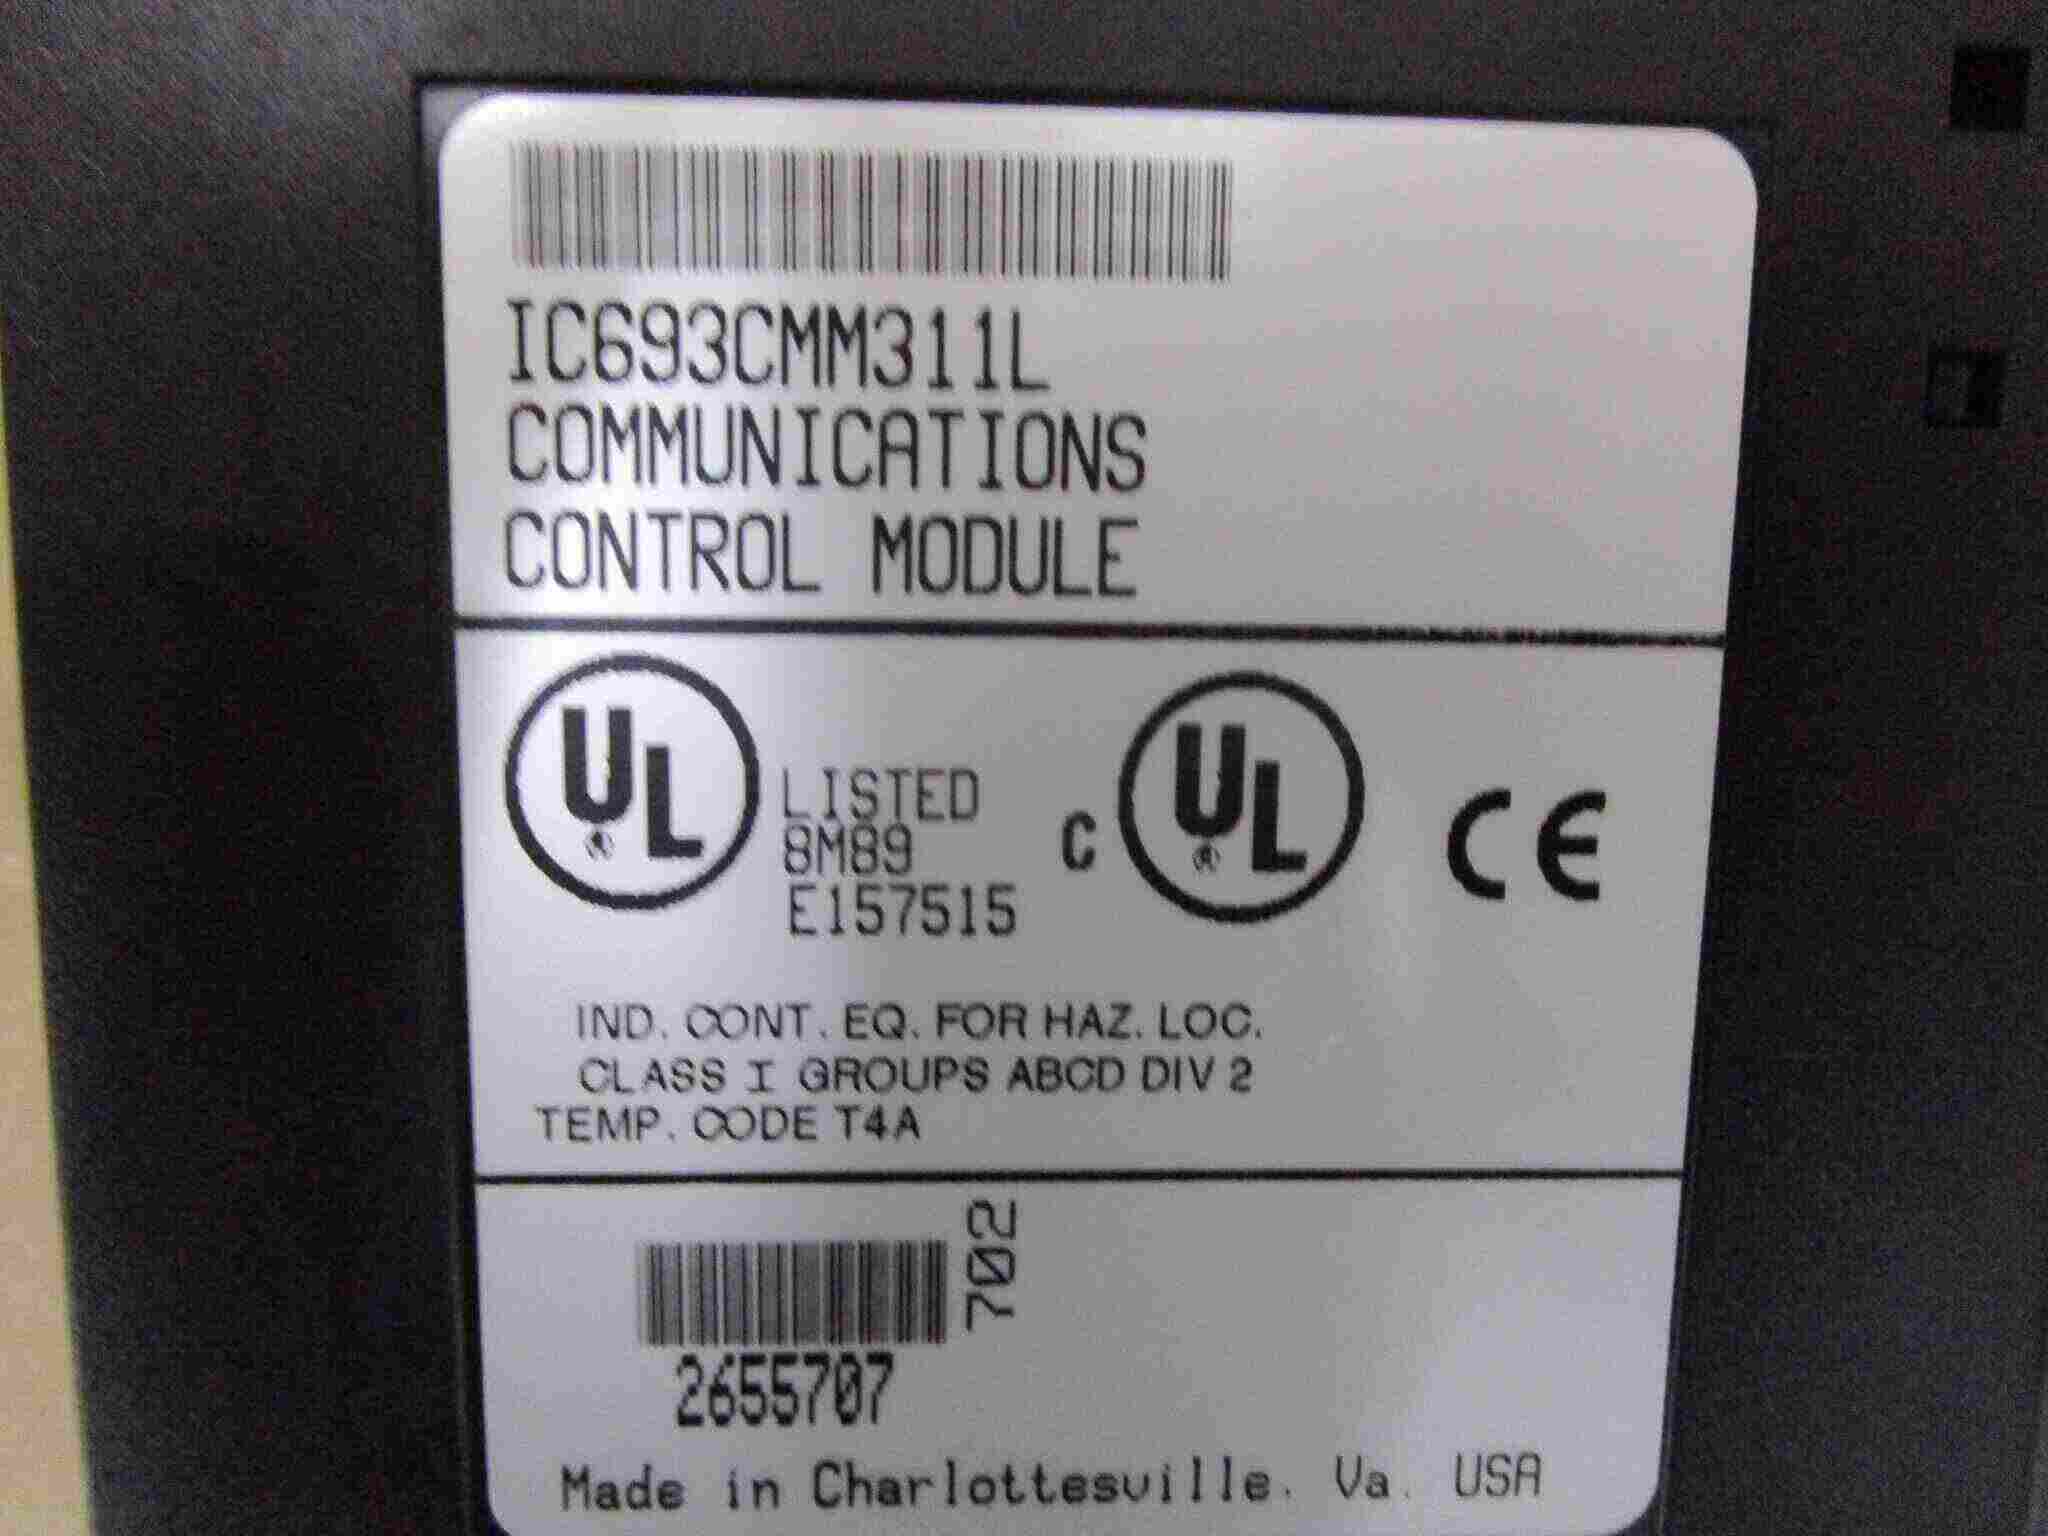 IC693CMM311L
COMMUNICATIONS
CONTROL MODULE
UL
LISTED
8M89
E157515
C UL CE
IND. CONT. EQ. FOR HAZ. LOC.
CLASS I GROUPS ABCD DIV 2
TEMP. CODE T4A
702
2655707
Made in Charlottesville. Va. USA